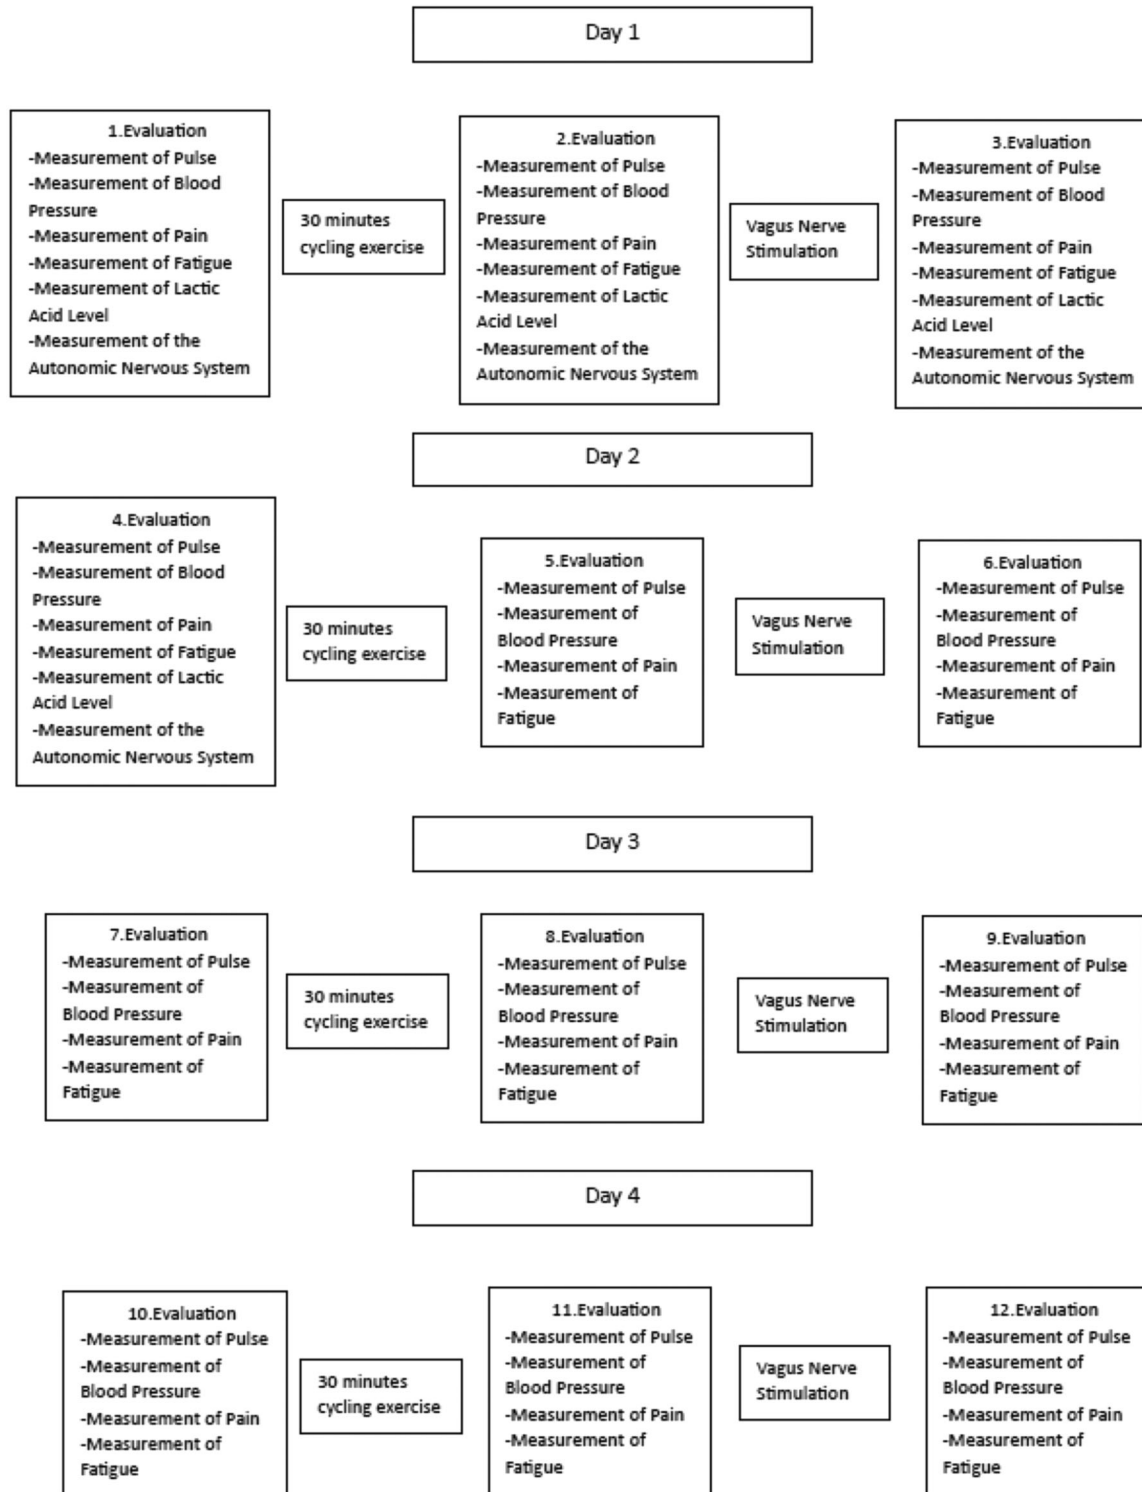 Day 1
1.Evaluation
-Measurement of Pulse
-Measurement of Blood
Pressure
-Measurement of Pain
-Measurement of Fatigue
-Measurement of Lactic
Acid Level
-Measurement of the
Autonomic Nervous System
30 minutes
cycling exercise
2.Evaluation
-Measurement of Pulse
-Measurement of Blood
Pressure
-Measurement of Pain
-Measurement of Fatigue
-Measurement of Lactic
Acid Level
-Measurement of the
Autonomic Nervous System
Vagus Nerve
Stimulation
3.Evaluation
-Measurement of Pulse
-Measurement of Blood
Pressure
-Measurement of Pain
-Measurement of Fatigue
-Measurement of Lactic
Acid Level
-Measurement of the
Autonomic Nervous System
Day 2
4.Evaluation
-Measurement of Pulse
-Measurement of Blood
Pressure
-Measurement of Pain
-Measurement of Fatigue
-Measurement of Lactic
Acid Level
-Measurement of the
Autonomic Nervous System
30 minutes
cycling exercise
5.Evaluation
-Measurement of Pulse
-Measurement of
Blood Pressure
-Measurement of Pain
-Measurement of
Fatigue
Vagus Nerve
Stimulation
6.Evaluation
-Measurement of Pulse
-Measurement of
Blood Pressure
-Measurement of Pain
-Measurement of
Fatigue
Day 3
7.Evaluation
-Measurement of Pulse
-Measurement of
Blood Pressure
-Measurement of Pain
-Measurement of
Fatigue
30 minutes
cycling exercise
8.Evaluation
-Measurement of Pulse
-Measurement of
Blood Pressure
-Measurement of Pain
-Measurement of
Fatigue
Vagus Nerve
Stimulation
9.Evaluation
-Measurement of Pulse
-Measurement of
Blood Pressure
-Measurement of Pain
-Measurement of
Fatigue
Day 4
10.Evaluation
-Measurement of Pulse
-Measurement of
Blood Pressure
-Measurement of Pain
-Measurement of
Fatigue
30 minutes
cycling exercise
11.Evaluation
-Measurement of Pulse
-Measurement of
Blood Pressure
-Measurement of Pain
-Measurement of
Fatigue
Vagus Nerve
Stimulation
12.Evaluation
-Measurement of Pulse
-Measurement of
Blood Pressure
-Measurement of Pain
-Measurement of
Fatigue